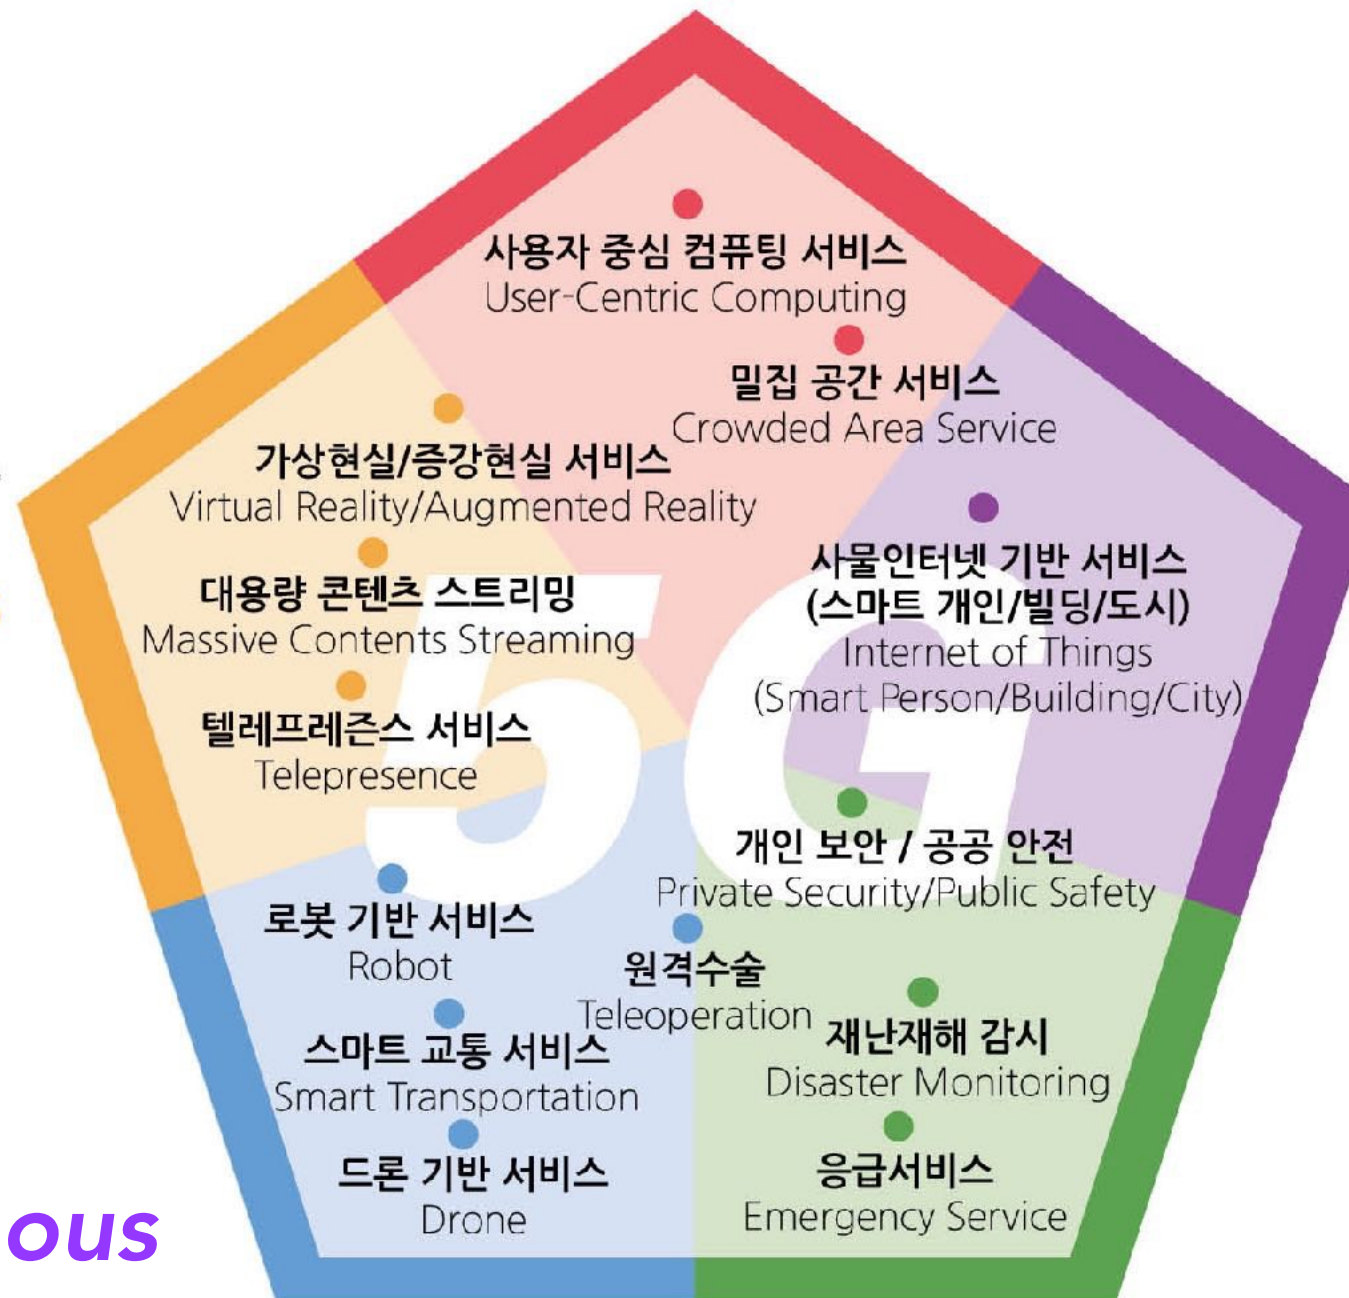 사용자 중심 컴퓨팅 서비스
User-Centric Computing
밀집 공간 서비스
Crowded Area Service
가상현실/증강현실 서비스
Virtual Reality/Augmented Reality
대용량 콘텐츠 스트리밍
Massive Contents Streaming
텔레프레즌스 서비스
Telepresence
사물인터넷 기반 서비스
(스마트 개인/빌딩/도시)
Internet of Things
(Smart Person/Building/City)
5G
개인 보안 / 공공 안전
Private Security/Public Safety
로봇 기반 서비스
Robot
원격수술
Teleoperation
스마트 교통 서비스
Smart Transportation
재난재해 감시
Disaster Monitoring
드론 기반 서비스
Drone
응급서비스
Emergency Service
ous